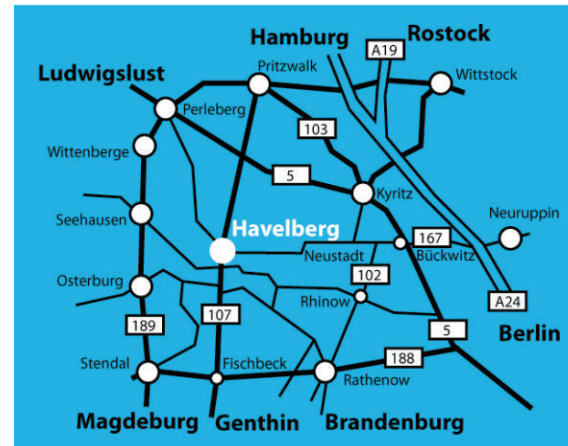 Hamburg
Rostock
A19
Ludwigslust
Pritzwalk
Wittstock
Perleberg
103
Wittenberge
5
Kyritz
Seehausen
Havelberg
167
Neuruppin
Neustadt
Bückwitz
Osterburg
102
Rhinow
A24
189
107
5
Berlin
Stendal
Fischbeck
188
Rathenow
Magdeburg
Genthin
Brandenburg